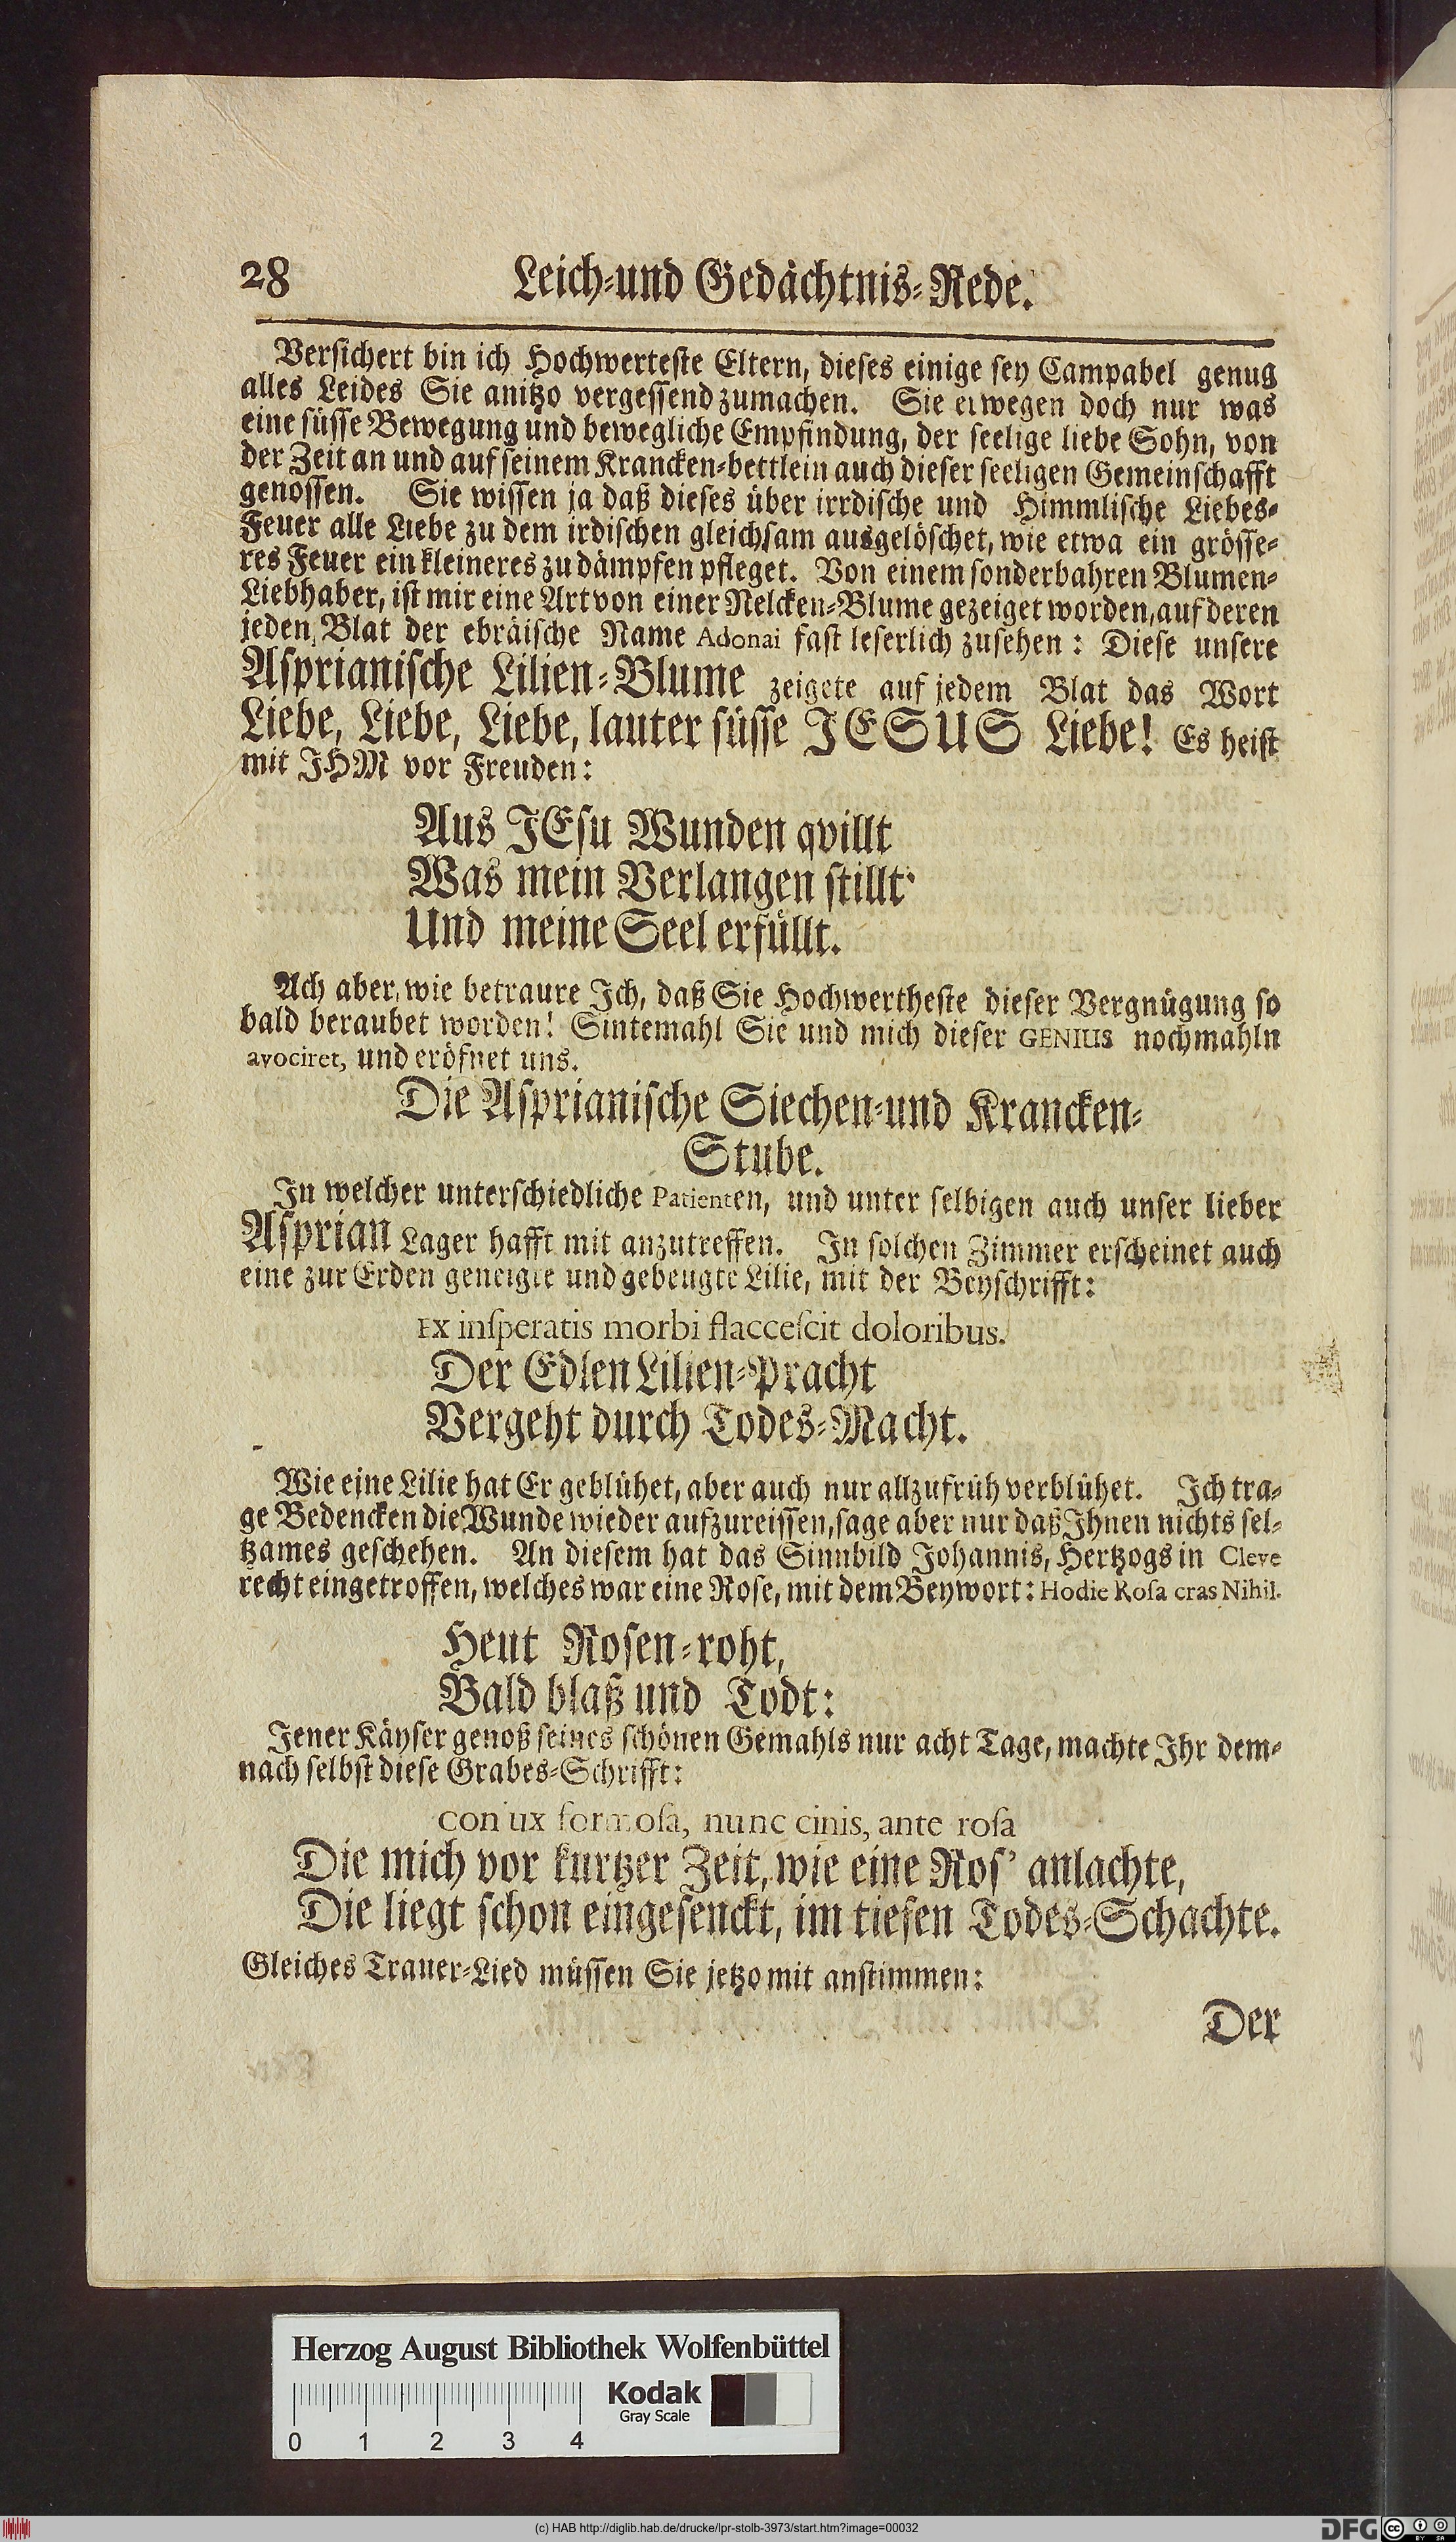 28 Leich-und Gedächtnis-Rede.
Versichert bin ich Hochwerteste Eltern, dieses einige sey Campabel genug
alles Leides Sie anitzo vergessend zumachen. Sie erwegen doch nur was
eine süsse Bewegung und bewegliche Empfindung, der seelige liebe Sohn, von
der Zeit an und auf seinem Krancken-bettlein auch dieser seeligen Gemeinschafft
genossen. Sie wissen ja daß dieses über irrdische und Himmlische Liebes-
Feuer alle Liebe zu dem irdischen gleichsam ausgelöschet, wie etwa ein grösse-
res Feuer ein kleineres zu dämpfen pfleget. Von einem sonderbahren Blumen-
Liebhaber, ist mir eine Art von einer Nelcken-Blume gezeiget worden, auf deren
jeden Blat der ebräische Name Adonai fast leserlich zusehen: Diese unsere
Asprianische Lilien-Blume zeigete auf jedem Blat das Wort
Liebe, Liebe, Liebe, lauter süsse JESUS Liebe! Es heist
mit JHM vor Freuden:
Aus JEsu Wunden qvillt
Was mein Verlangen stillt
Und meine Seel erfüllt.
Ach aber, wie betraure Ich, daß Sie Hochwertheste dieser Vergnügung so
bald beraubet worden! Sintemahl Sie und mich dieser GENIUS nochmahln
avociret, und eröfnet uns.
Die Asprianische Siechen-und Krancken-
Stube.
In welcher unterschiedliche Patienten, und unter selbigen auch unser lieber
Asprian Lager hafft mit anzutreffen. In solchen Zimmer erscheinet auch
eine zur Erden geneigte und gebeugte Lilie, mit der Beyschrifft:
EX insperatis morbi flaccescit doloribus.
Der Edlen Lilien-Pracht
Vergeht durch Todes-Macht.
Wie eine Lilie hat Er geblühet, aber auch nur allzufrüh verblühet. Ich tra-
ge Bedencken die Wunde wieder aufzureissen, sage aber nur daß Ihnen nichts sel-
tzames geschehen. An diesem hat das Sinnbild Johannis, Hertzogs in Cleve
recht eingetroffen, welches war eine Rose, mit dem Beywort: Hodie Rosa cras Nihil.
Heut Rosen-roht,
Bald blaß und Todt:
Jener Käyser genoß seines schönen Gemahls nur acht Tage, machte Ihr dem-
nach selbst diese Grabes-Schrifft:
Conjux formosa, nunc cinis, ante rosa
Die mich vor kurtzer Zeit, wie eine Ros' anlachte,
Die liegt schon eingesenckt, im tiefen Todes-Schachte.
Gleiches Trauer-Lied müssen Sie jetzo mit anstimmen:
Der
Herzog August Bibliothek Wolfenbüttel
Kodak
Gray Scale
0 1 2 3 4
(c) HAB http://diglib.hab.de/drucke/lpr-stolb-3973/start.htm?image=00032
DFG